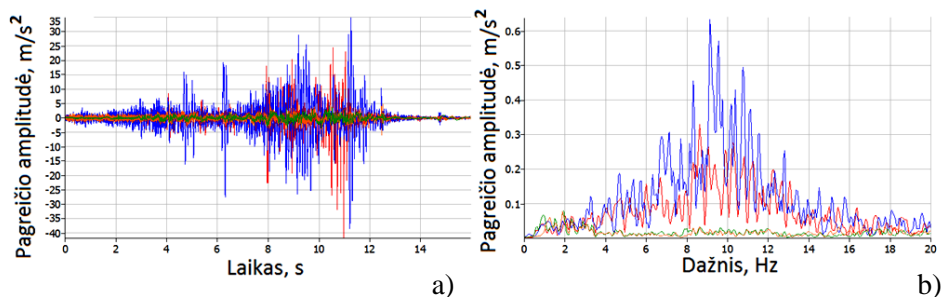 Pagreičio amplitudė, m/s²
35
30
25
20
15
10
5
0
-5
-10
-15
-20
-25
-30
-35
-40
0 2 4 6 8 10 12 14
Laikas, s
a)
Pagreičio amplitudė, m/s²
0.6
0.5
0.4
0.3
0.2
0.1
0 2 4 6 8 10 12 14 16 18 20
Dažnis, Hz
b)